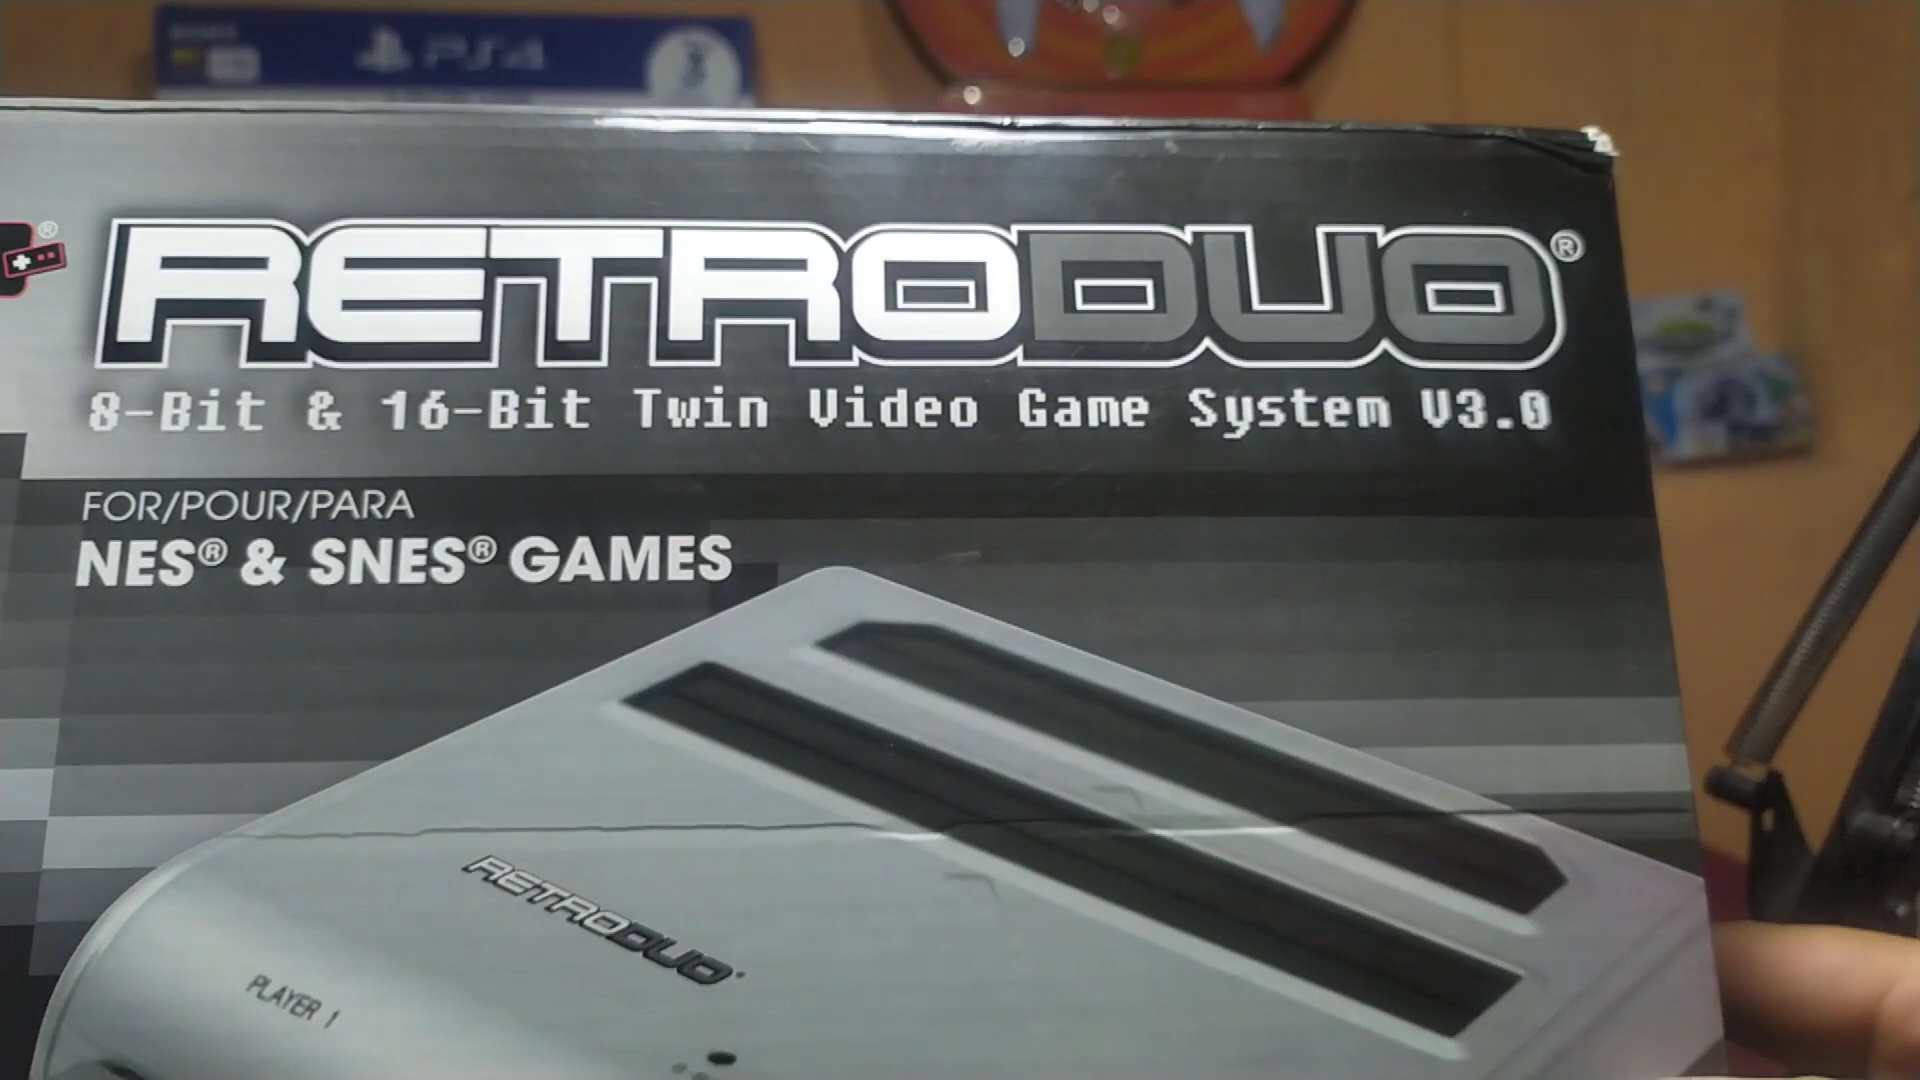 PS4
RETRODUO®
8-Bit & 16-Bit Twin Video Game System V3.0
FOR/POUR/PARA
NES® & SNES® GAMES
RETRODUO
PLAYER 1